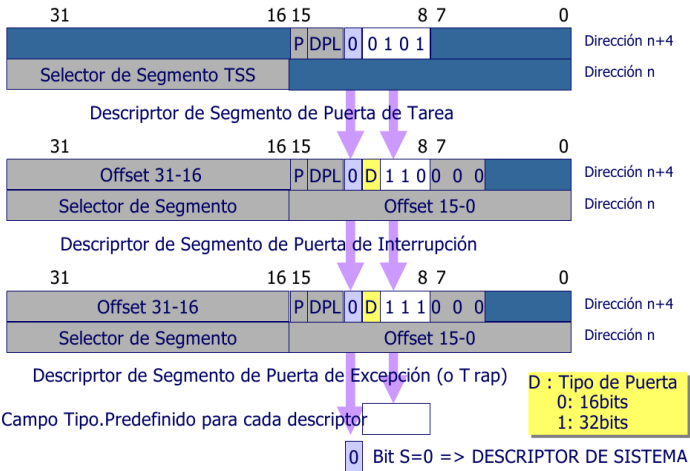 31 16 15 8 7 0
P DPL 0 0 1 0 1 Dirección n+4
Selector de Segmento TSS Dirección n
Descriprtor de Segmento de Puerta de Tarea
31 16 15 8 7 0
Offset 31-16 P DPL 0 D 1 1 0 0 0 0 Dirección n+4
Selector de Segmento Offset 15-0 Dirección n
Descriprtor de Segmento de Puerta de Interrupción
31 16 15 8 7 0
Offset 31-16 P DPL 0 D 1 1 1 0 0 0 Dirección n+4
Selector de Segmento Offset 15-0 Dirección n
Descriprtor de Segmento de Puerta de Excepción (o T rap)
D : Tipo de Puerta
0: 16bits
1: 32bits
Campo Tipo.Predefinido para cada descriptor
0 Bit S=0 => DESCRIPTOR DE SISTEMA